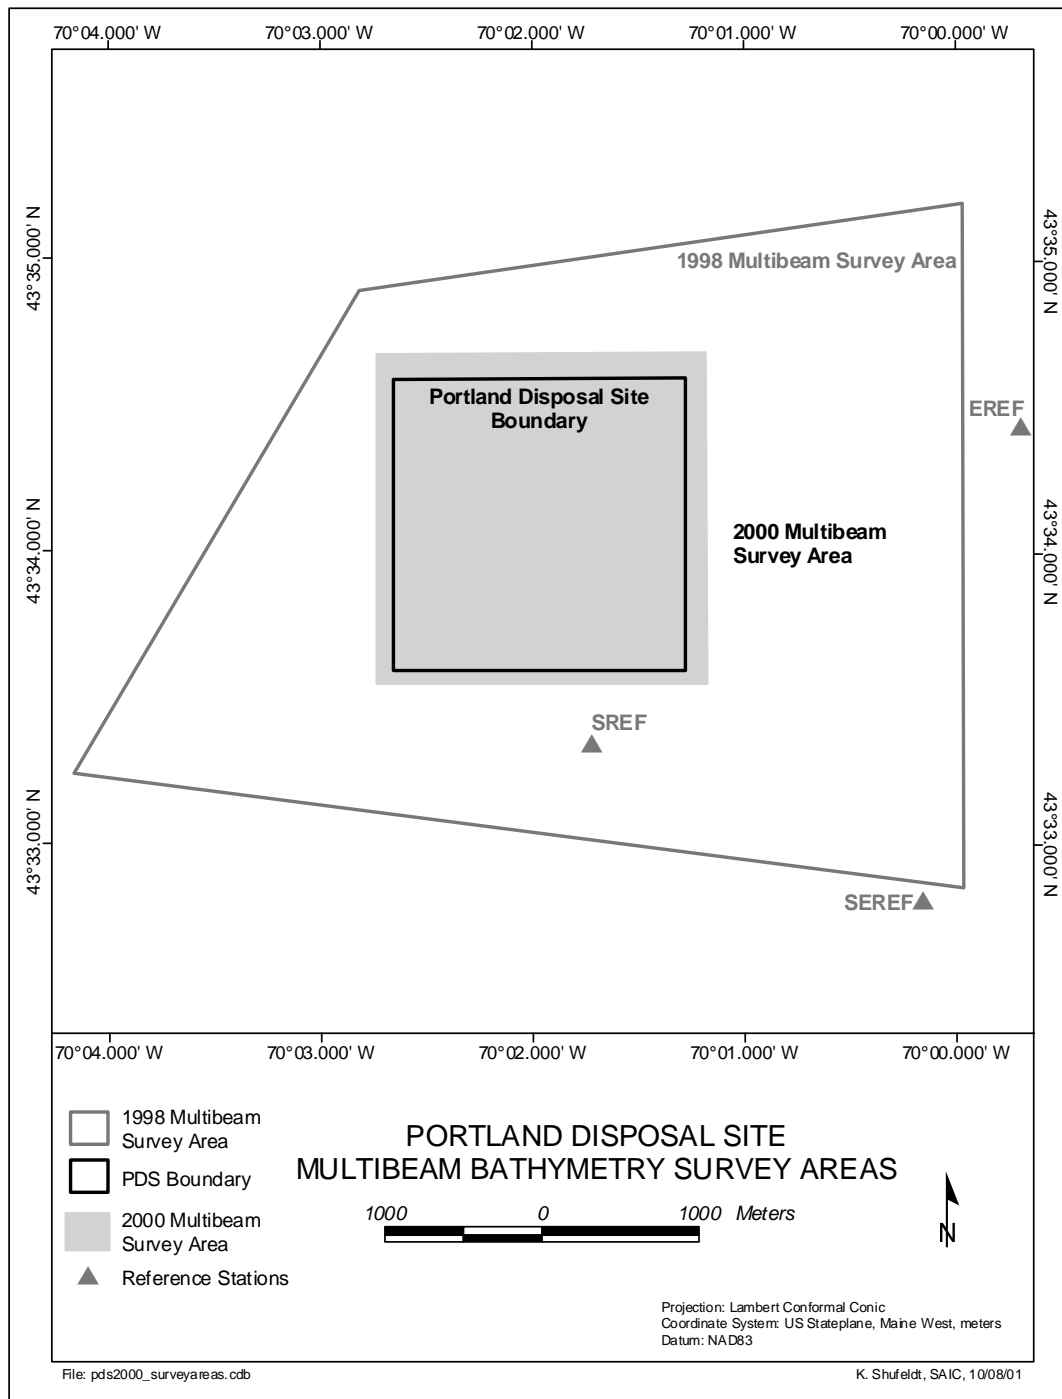 70°04.000' W 70°03.000' W 70°02.000' W 70°01.000' W 70°00.000' W
43°35.000' N
43°35.000' N
1998 Multibeam Survey Area
Portland Disposal Site
Boundary
EREF
2000 Multibeam
Survey Area
43°34.000' N
43°34.000' N
SREF
43°33.000' N
43°33.000' N
SEREF
70°04.000' W 70°03.000' W 70°02.000' W 70°01.000' W 70°00.000' W
1998 Multibeam
Survey Area
PDS Boundary
2000 Multibeam
Survey Area
Reference Stations
PORTLAND DISPOSAL SITE
MULTIBEAM BATHYMETRY SURVEY AREAS
1000 0 1000 Meters
N
Projection: Lambert Conformal Conic
Coordinate System: US Stateplane, Maine West, meters
Datum: NAD83
File: pds2000_surveyareas.cdb
K. Shufeldt, SAIC, 10/08/01